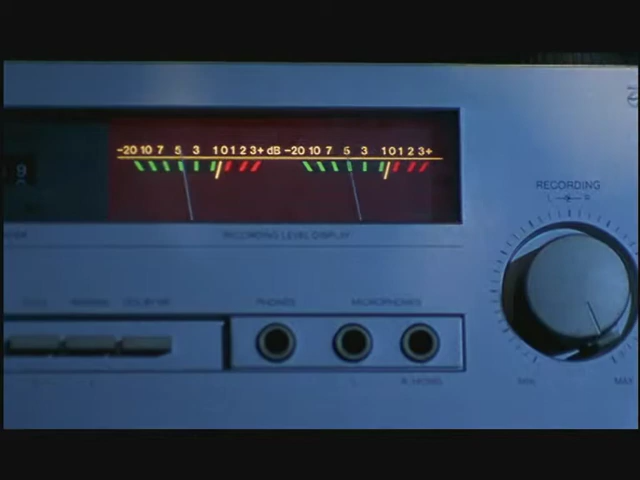 -20 10 7 5 3 1 0 1 2 3+ dB -20 10 7 5 3 1 0 1 2 3+
9
RECORDING
L R
RECORDING LEVEL DISPLAY
PHONES MICROPHONES
MIN MAX